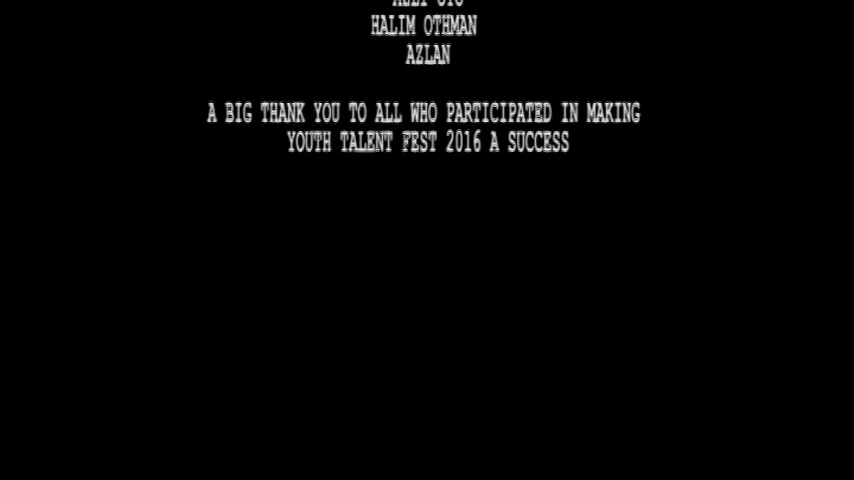 HALIM OTHMAN
AZLAN
A BIG THANK YOU TO ALL WHO PARTICIPATED IN MAKING
YOUTH TALENT FEST 2016 A SUCCESS